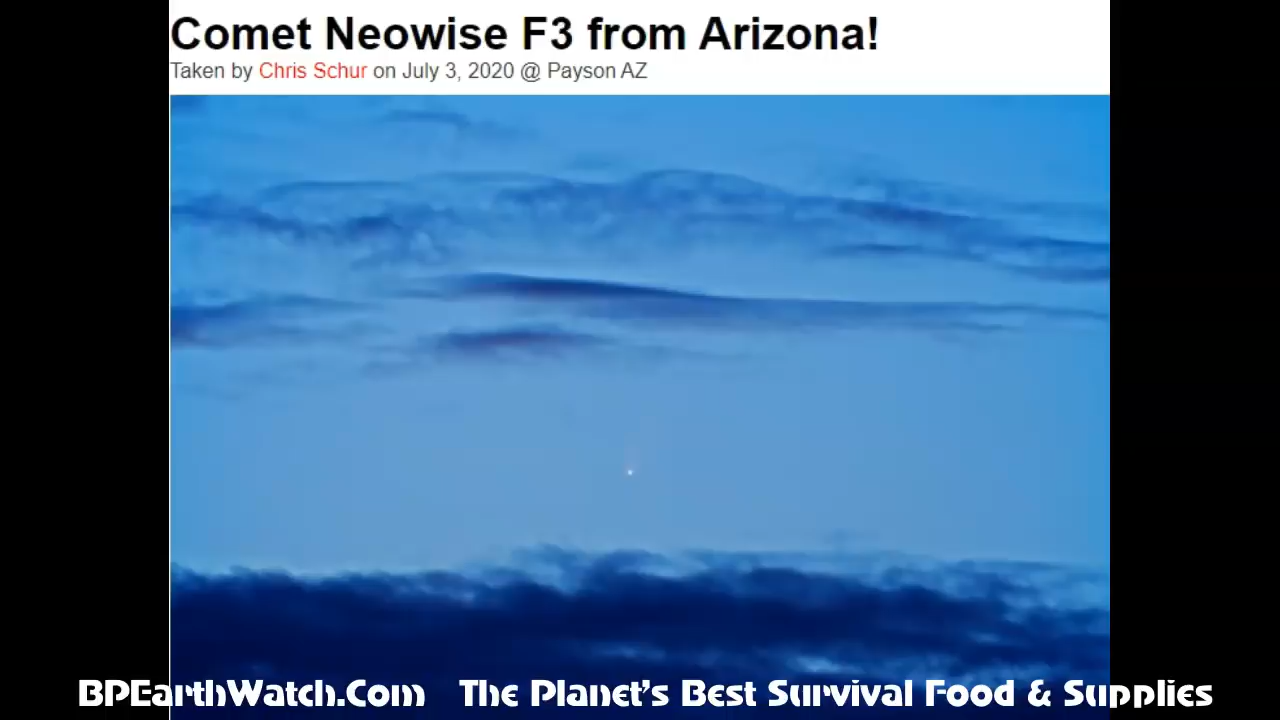 Comet Neowise F3 from Arizona!
Taken by Chris Schur on July 3, 2020 @ Payson AZ
BPEarthWatch.Com The Planet's Best Survival Food & Supplies